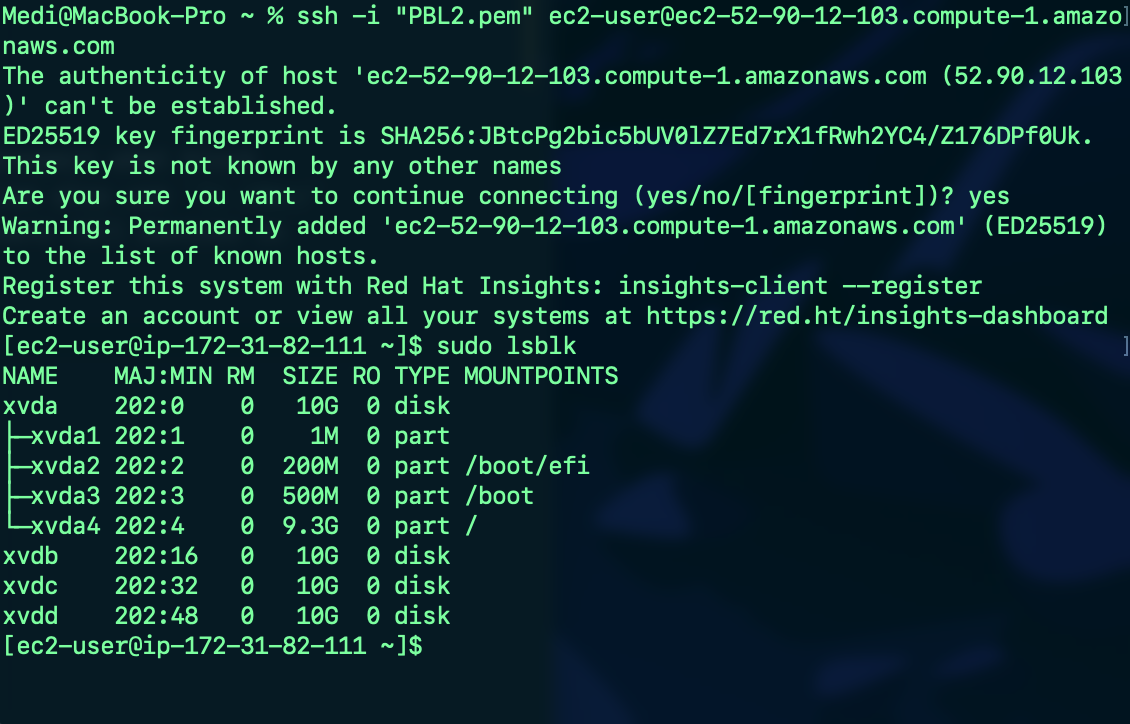 Medi@MacBook-Pro ~ % ssh -i "PBL2.pem" ec2-user@ec2-52-90-12-103.compute-1.amazo]
naws.com
The authenticity of host 'ec2-52-90-12-103.compute-1.amazonaws.com (52.90.12.103
)' can't be established.
ED25519 key fingerprint is SHA256:JBtcPg2bic5bUV0lZ7Ed7rX1fRwh2YC4/Z176DPf0Uk.
This key is not known by any other names
Are you sure you want to continue connecting (yes/no/[fingerprint])? yes
Warning: Permanently added 'ec2-52-90-12-103.compute-1.amazonaws.com' (ED25519)
to the list of known hosts.
Register this system with Red Hat Insights: insights-client --register
Create an account or view all your systems at https://red.ht/insights-dashboard
[ec2-user@ip-172-31-82-111 ~]$ sudo lsblk ]
NAME    MAJ:MIN RM  SIZE RO TYPE MOUNTPOINTS
xvda    202:0    0   10G  0 disk
├─xvda1 202:1    0    1M  0 part
├─xvda2 202:2    0  200M  0 part /boot/efi
├─xvda3 202:3    0  500M  0 part /boot
└─xvda4 202:4    0  9.3G  0 part /
xvdb    202:16   0   10G  0 disk
xvdc    202:32   0   10G  0 disk
xvdd    202:48   0   10G  0 disk
[ec2-user@ip-172-31-82-111 ~]$